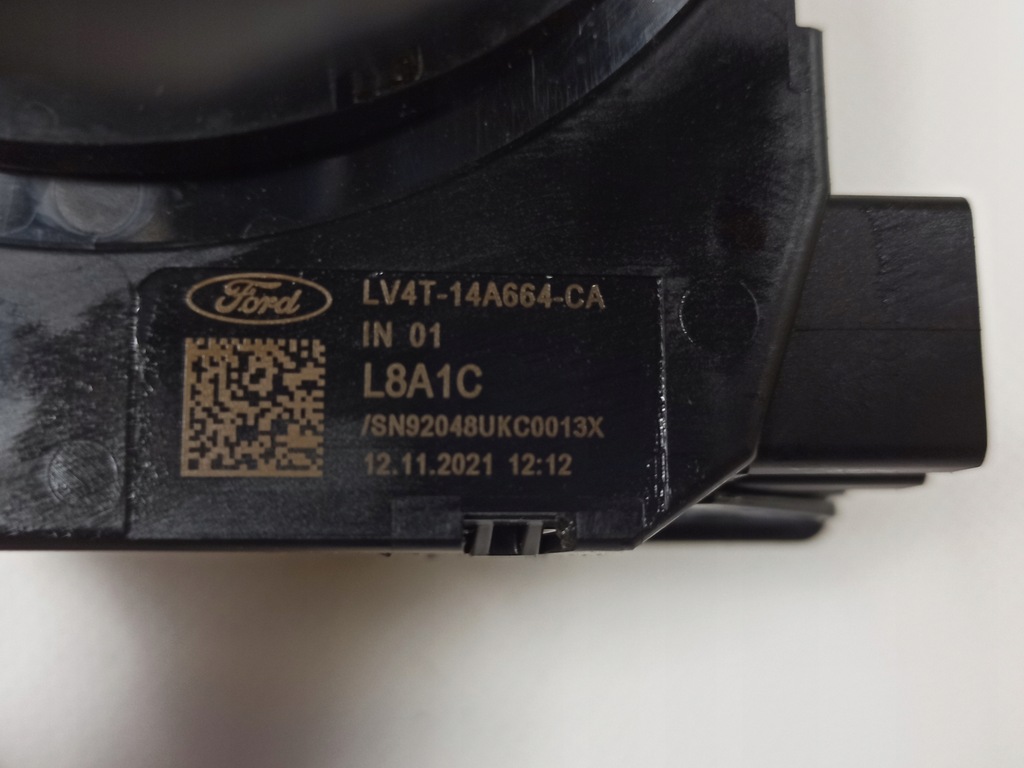 Ford
LV4T-14A664-CA
IN 01
L8A1C
/SN92048UKC0013X
12.11.2021 12:12